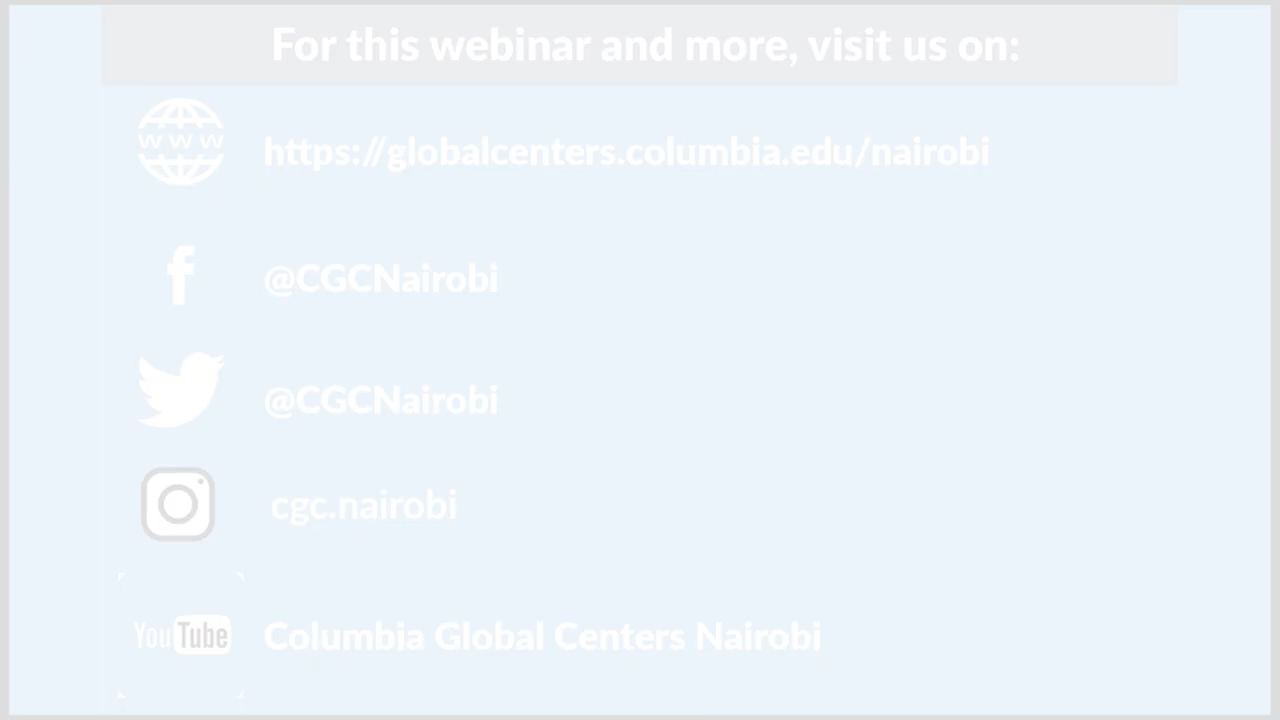 For this webinar and more, visit us on:
WWW
https://globalcenters.columbia.edu/nairobi
@CGCNairobi
@CGCNairobi
cgc.nairobi
YouTube Columbia Global Centers Nairobi